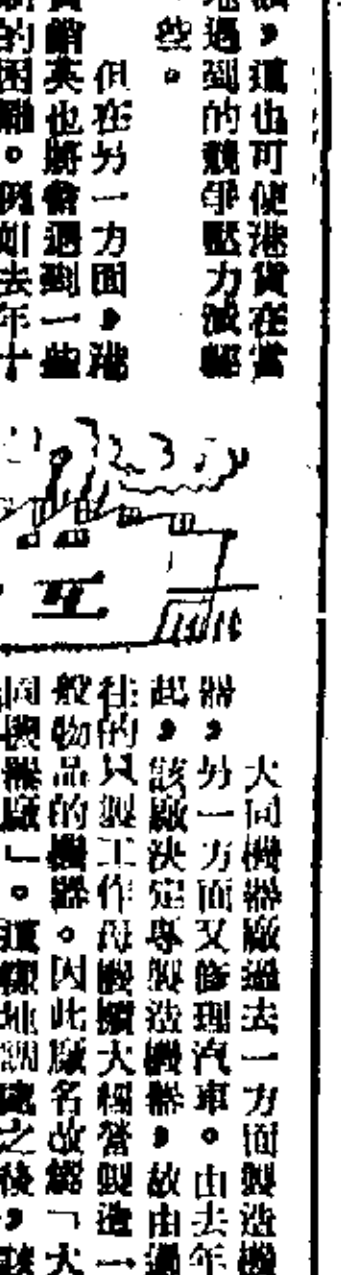 ，這也可使港貨在當
地遇到的競爭壓力減輕
些。
但在另一方面，港
英也將會遇到一些
的困難。例如去年十
大同機器廠過去一方面製造機
器，另一方面又修理汽車。由去年
起，該廠決定專製造機器，故由過
往的只製工作母機擴大經營製造一
般物品的機器。因此廠名改為「大
同機器廠」。這樣地調整之後，該